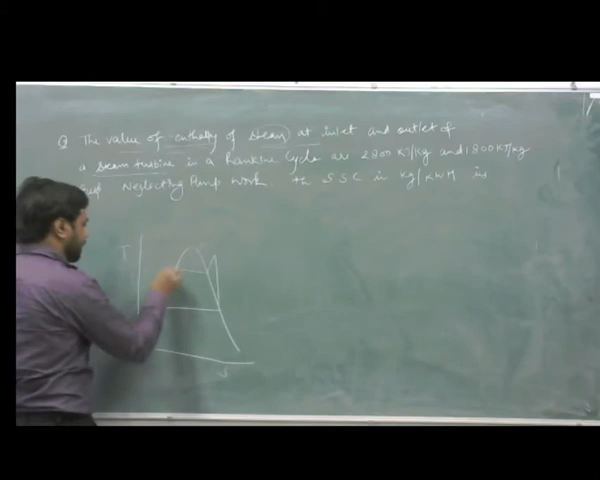 Q The value of enthalpy of steam at inlet and outlet of
a steam turbine in a Rankine Cycle are 2800 KJ/kg and 1800 KJ/kg
Neglecting Pump work. th SSC in kg/KWH is
T
s